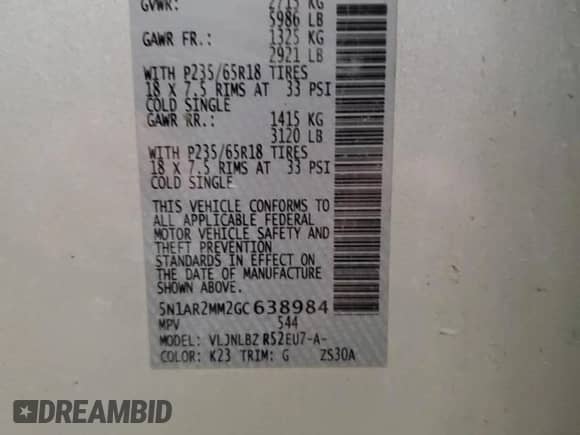 GVWR: 2715 KG
5986 LB
GAWR FR.: 1325 KG
2921 LB
WITH P235/65R18 TIRES
18 X 7.5 RIMS AT 33 PSI
COLD SINGLE
GAWR RR.: 1415 KG
3120 LB
WITH P235/65R18 TIRES
18 X 7.5 RIMS AT 33 PSI
COLD SINGLE
THIS VEHICLE CONFORMS TO
ALL APPLICABLE FEDERAL
MOTOR VEHICLE SAFETY AND
THEFT PREVENTION
STANDARDS IN EFFECT ON
THE DATE OF MANUFACTURE
SHOWN ABOVE.
5N1AR2MM2GC638984
MPV 544
MODEL: VLJNLBZ R52EU7-A-
COLOR: K23 TRIM: G ZS30A
DREAMBID